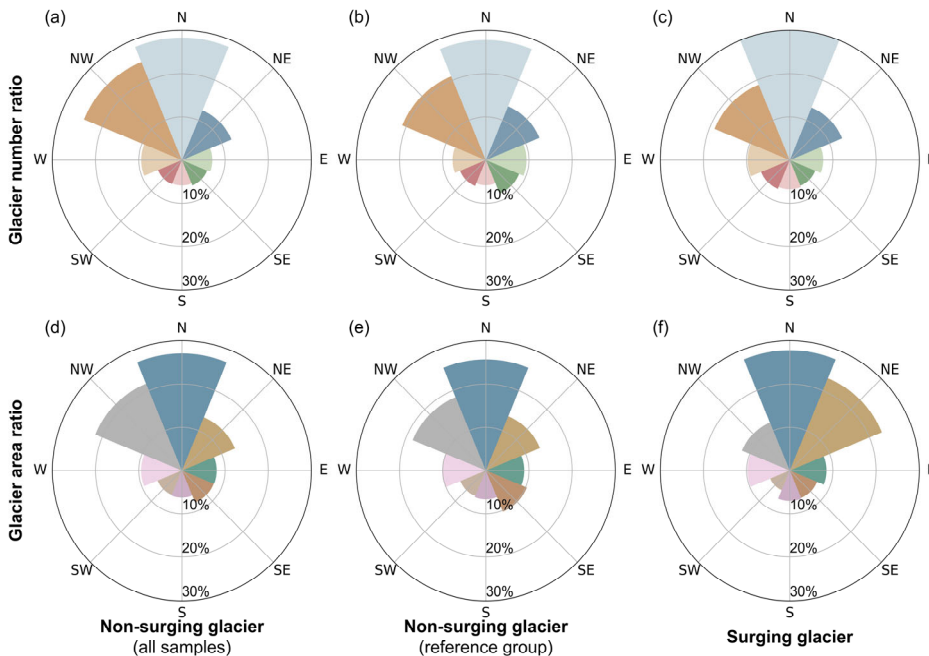 (a)
N
NW
NE
W
E
10%
20%
SW
SE
30%
S
(b)
N
NW
NE
W
E
10%
20%
SW
SE
30%
S
(c)
N
NW
NE
W
E
10%
20%
SW
SE
30%
S
Glacier number ratio
(d)
N
NW
NE
W
E
10%
20%
SW
SE
30%
S
(e)
N
NW
NE
W
E
10%
20%
SW
SE
30%
S
(f)
N
NW
NE
W
E
10%
20%
SW
SE
30%
S
Glacier area ratio
Non-surging glacier
(all samples)
Non-surging glacier
(reference group)
Surging glacier